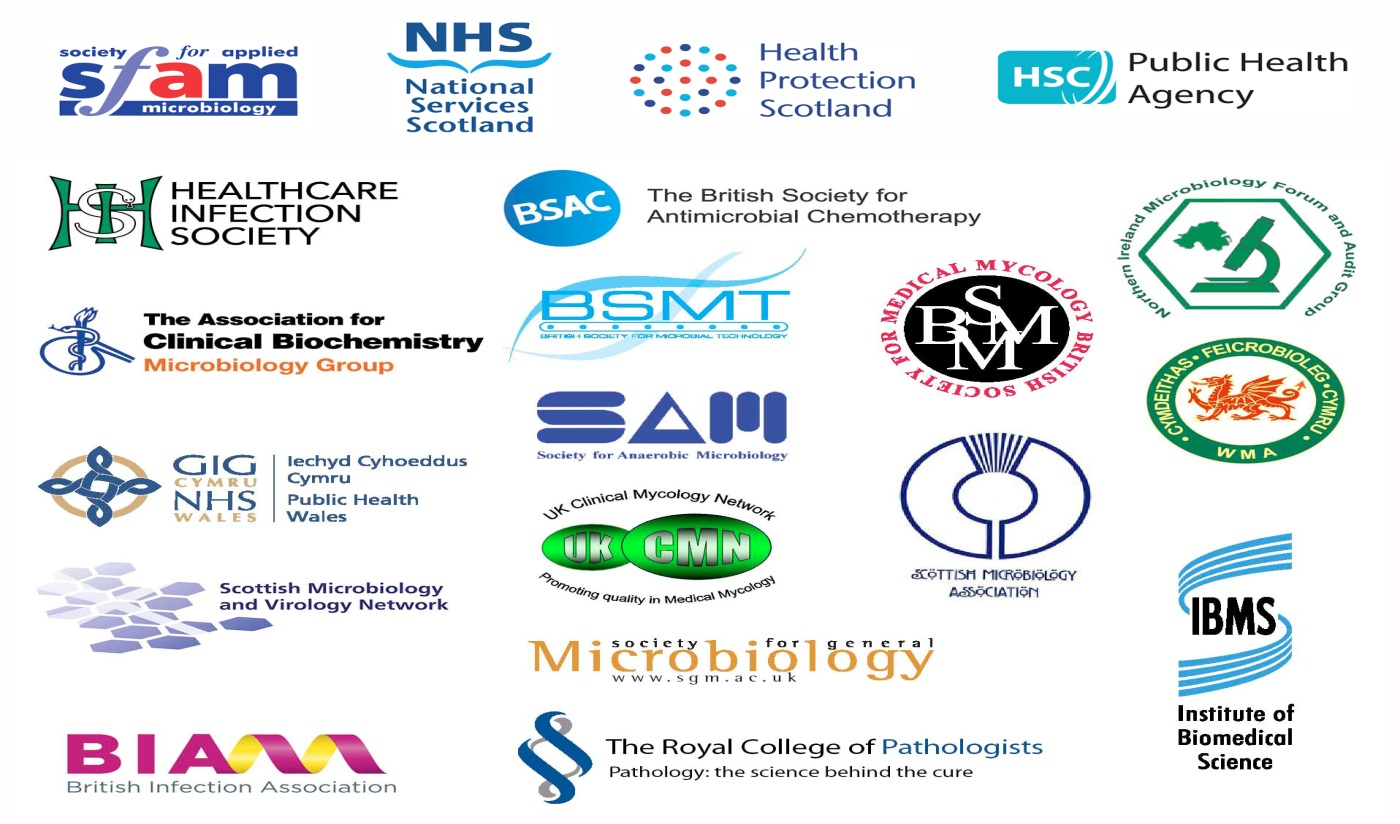 society for applied
sfam
microbiology
NHS
National
Services
Scotland
Health
Protection
Scotland
HSC
Public Health
Agency
HIS
HEALTHCARE
INFECTION
SOCIETY
BSAC
The British Society for
Antimicrobial Chemotherapy
Northern Ireland Microbiology Forum and Audit Group
The Association for
Clinical Biochemistry
Microbiology Group
BSMT
BRITISH SOCIETY FOR MICROBIAL TECHNOLOGY
BRITISH SOCIETY FOR MEDICAL MYCOLOGY
BSMM
CYMDEITHAS • FEICROBIOLEG • CYMRU •
WMA
SAM
Society for Anaerobic Microbiology
GIG
CYMRU
NHS
WALES
Iechyd Cyhoeddus
Cymru
Public Health
Wales
UK Clinical Mycology Network
UK CMN
Promoting quality in Medical Mycology
SCOTTISH MICROBIOLOGY
ASSOCIATION
Scottish Microbiology
and Virology Network
IBMS
Institute of
Biomedical
Science
society for general
Microbiology
www.sgm.ac.uk
BIA
British Infection Association
The Royal College of Pathologists
Pathology: the science behind the cure